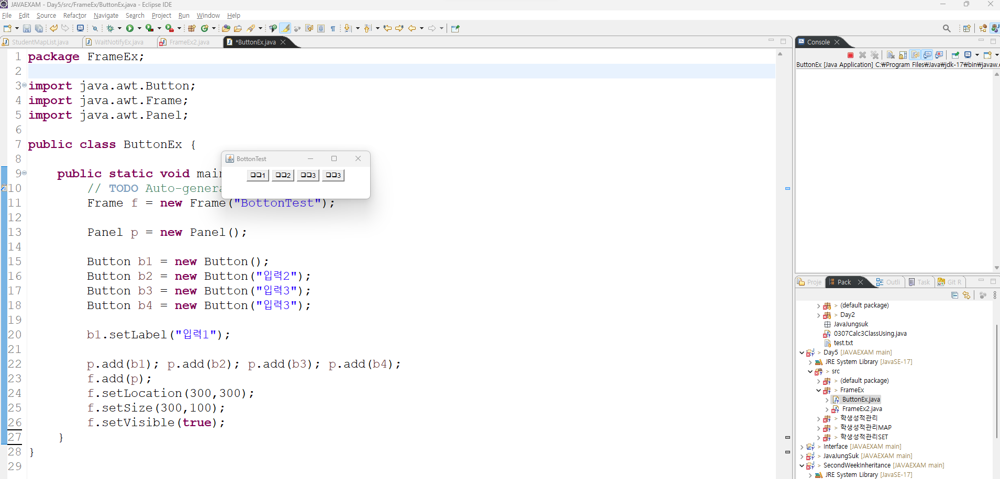 JAVAEXAM - Day5/src/FrameEx/ButtonEx.java - Eclipse IDE
File Edit Source Refactor Navigate Search Project Run Window Help
StudentMapList.java WaitNotifyEx.java FrameEx2.java *ButtonEx.java
1 package FrameEx;
2
3 import java.awt.Button;
4 import java.awt.Frame;
5 import java.awt.Panel;
6
7 public class ButtonEx {
8
9 public static void main
10 // TODO Auto-genera
11 Frame f = new Frame("BottonTest");
12
13 Panel p = new Panel();
14
15 Button b1 = new Button();
16 Button b2 = new Button("입력2");
17 Button b3 = new Button("입력3");
18 Button b4 = new Button("입력3");
19
20 b1.setLabel("입력1");
21
22 p.add(b1); p.add(b2); p.add(b3); p.add(b4);
23 f.add(p);
24 f.setLocation(300,300);
25 f.setSize(300,100);
26 f.setVisible(true);
27 }
28 }
29
BottonTest
□□1 □□2 □□3 □□3
Console
ButtonEx [Java Application] C:₩Program Files₩Java₩jdk-17₩bin₩javaw.e
Proje Pack Outli Task Git R
> (default package)
> Day2
JavaJungsuk
0307Calc3ClassUsing.java
test.txt
> Day5 [JAVAEXAM main]
JRE System Library [JavaSE-17]
> src
> (default package)
> FrameEx
ButtonEx.java
FrameEx2.java
> 학생성적관리
> 학생성적관리MAP
> 학생성적관리SET
> Interface [JAVAEXAM main]
> JavaJungSuk [JAVAEXAM main]
> SecondWeekInheritance [JAVAEXAM main]
JRE System Library [JavaSE-17]